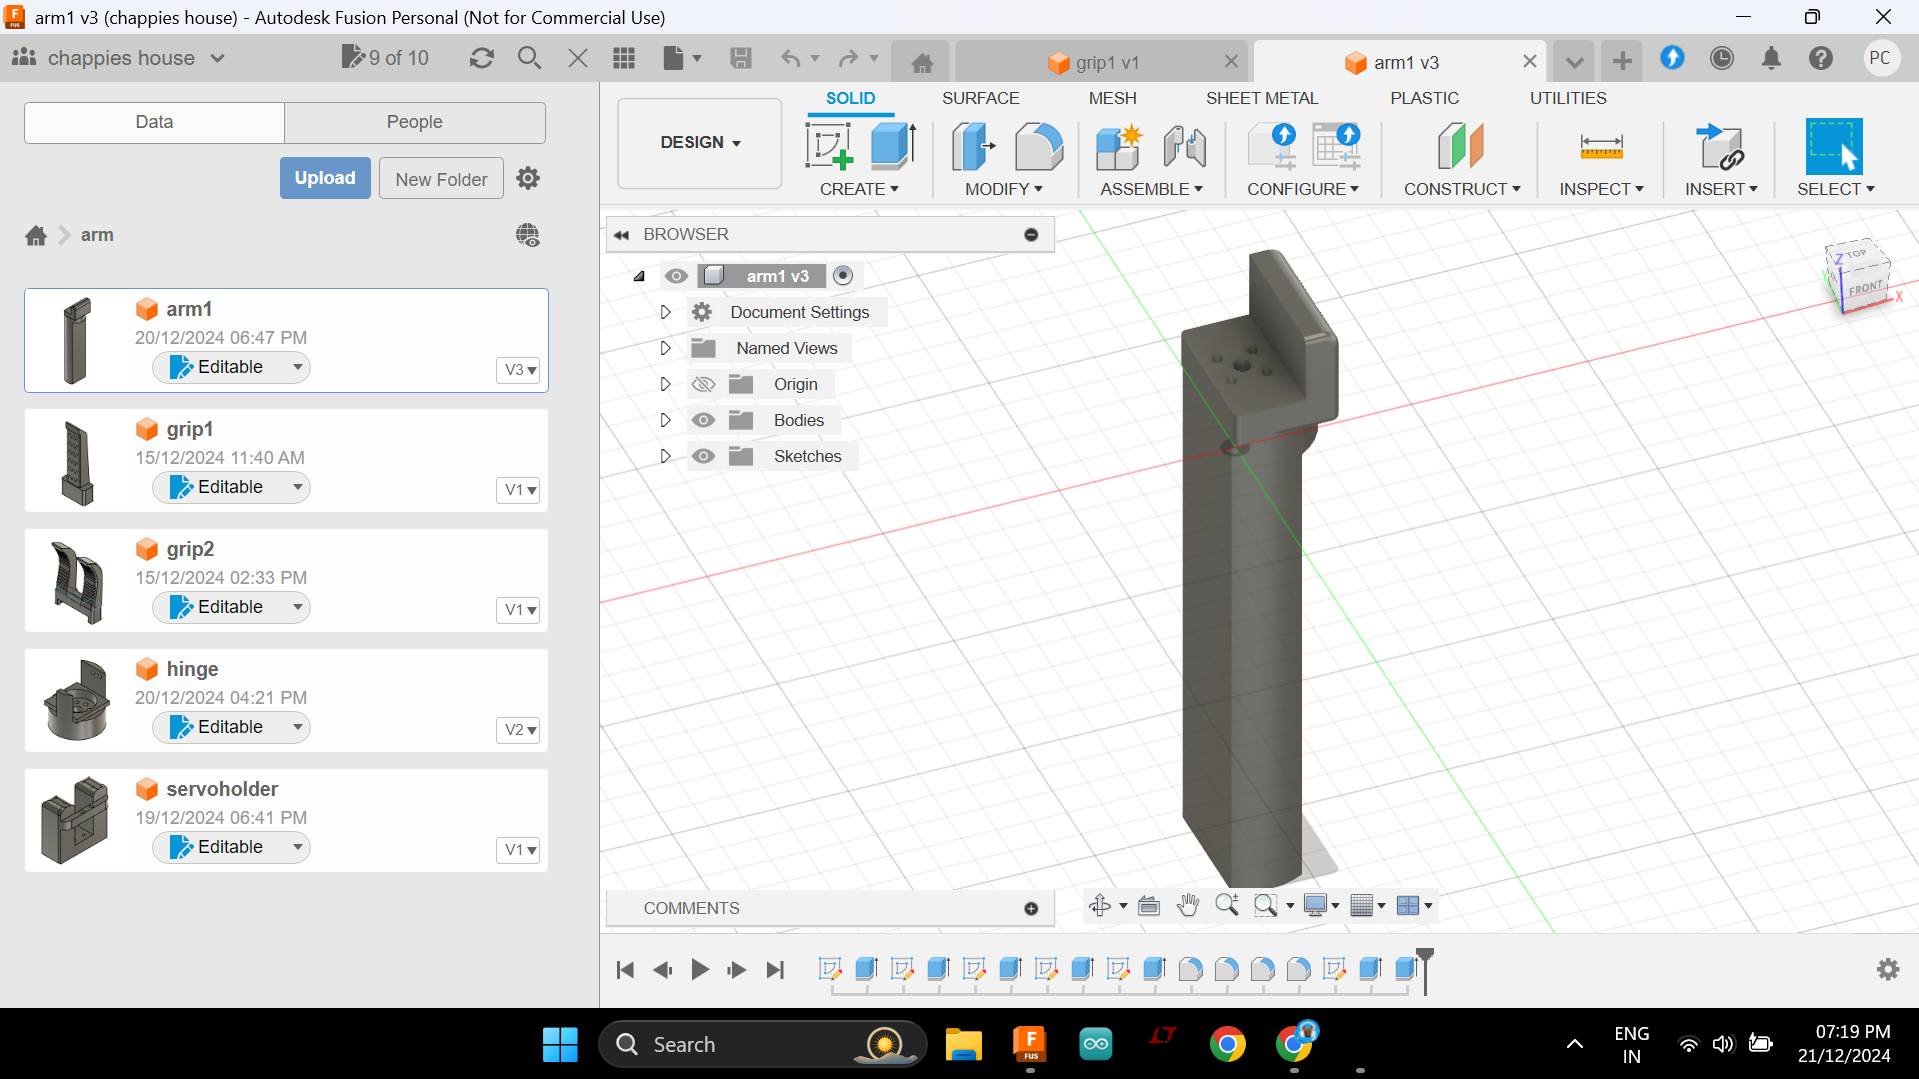 arm1 v3 (chappies house) - Autodesk Fusion Personal (Not for Commercial Use)
chappies house
9 of 10
grip1 v1
arm1 v3
PC
Data
People
Upload
New Folder
arm
arm1
20/12/2024 06:47 PM
Editable
V3
grip1
15/12/2024 11:40 AM
Editable
V1
grip2
15/12/2024 02:33 PM
Editable
V1
hinge
20/12/2024 04:21 PM
Editable
V2
servoholder
19/12/2024 06:41 PM
Editable
V1
DESIGN
SOLID
SURFACE
MESH
SHEET METAL
PLASTIC
UTILITIES
CREATE
MODIFY
ASSEMBLE
CONFIGURE
CONSTRUCT
INSPECT
INSERT
SELECT
BROWSER
arm1 v3
Document Settings
Named Views
Origin
Bodies
Sketches
TOP
FRONT
Z
Y
X
COMMENTS
Search
F
FUS
ENG
IN
07:19 PM
21/12/2024